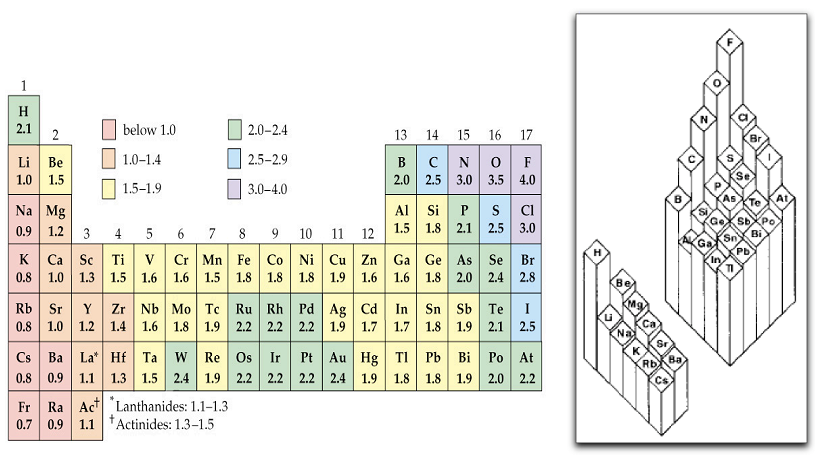 1
H
2.1
2
below 1.0
2.0–2.4
13 14 15 16 17
1.0–1.4
2.5–2.9
Li Be B C N O F
1.0 1.5 2.0 2.5 3.0 3.5 4.0
1.5–1.9
3.0–4.0
Na Mg Al Si P S Cl
0.9 1.2 1.5 1.8 2.1 2.5 3.0
3 4 5 6 7 8 9 10 11 12
K Ca Sc Ti V Cr Mn Fe Co Ni Cu Zn Ga Ge As Se Br
0.8 1.0 1.3 1.5 1.6 1.6 1.5 1.8 1.8 1.8 1.9 1.6 1.6 1.8 2.0 2.4 2.8
Rb Sr Y Zr Nb Mo Tc Ru Rh Pd Ag Cd In Sn Sb Te I
0.8 1.0 1.2 1.4 1.6 1.8 1.9 2.2 2.2 2.2 1.9 1.7 1.7 1.8 1.9 2.1 2.5
Cs Ba La* Hf Ta W Re Os Ir Pt Au Hg Tl Pb Bi Po At
0.8 0.9 1.1 1.3 1.5 2.4 1.9 2.2 2.2 2.2 2.4 1.9 1.8 1.8 1.9 2.0 2.2
Fr Ra Ac†
0.7 0.9 1.1
*Lanthanides: 1.1–1.3
†Actinides: 1.3–1.5
F
O
N Cl
Br
C S I
Se
P
B As Te At
Si Ge Sb Po
Al Ga Sn Bi
Pb
In Tl
H
Be
Mg
Li Ca
Na Sr
K Ba
Rb
Cs